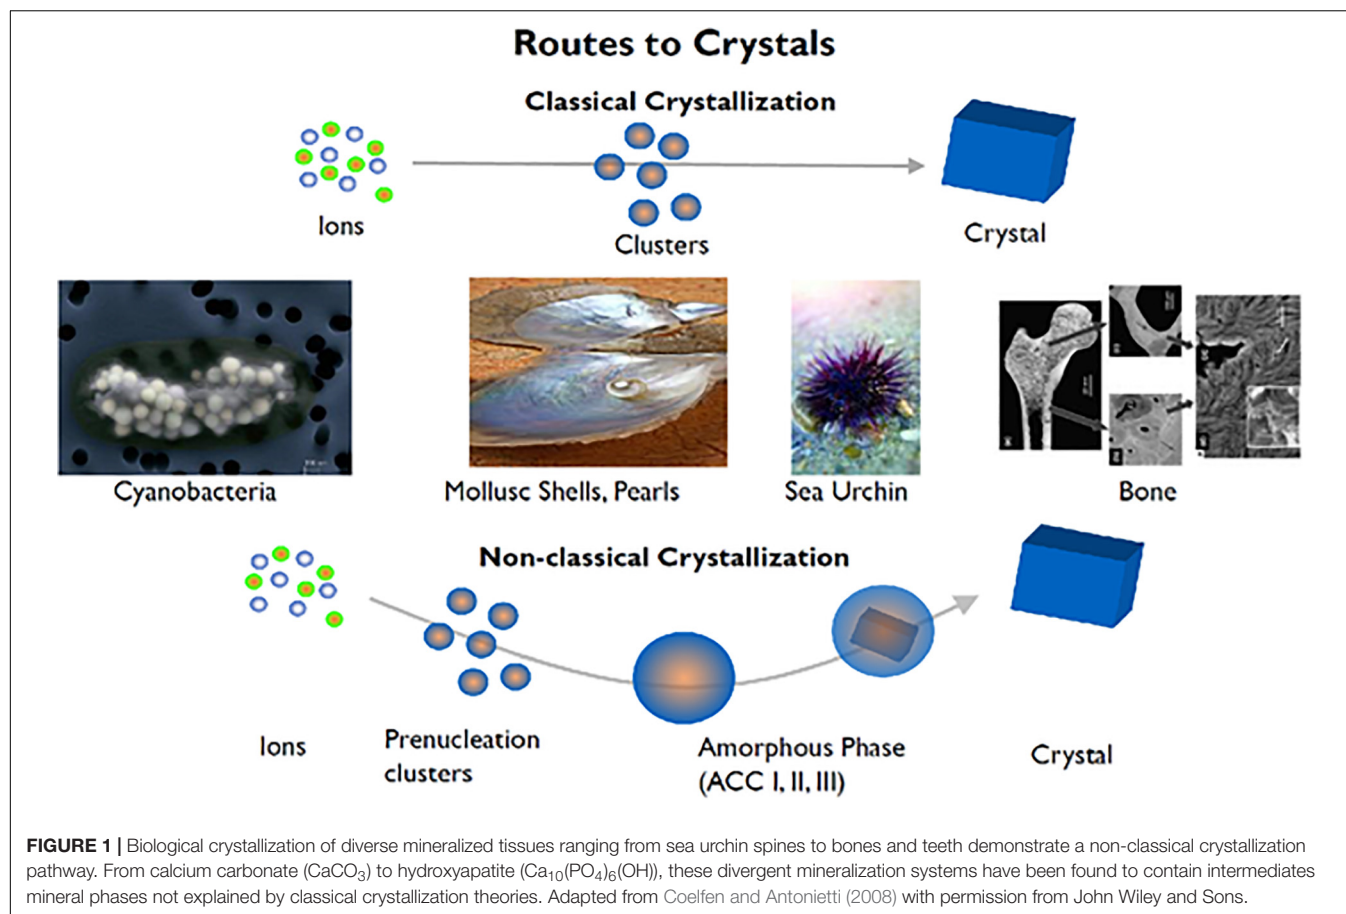 Routes to Crystals
Classical Crystallization
Ions
Clusters
Crystal
Cyanobacteria
Mollusc Shells, Pearls
Sea Urchin
Bone
Non-classical Crystallization
Ions
Prenucleation
clusters
Amorphous Phase
(ACC I, II, III)
Crystal
FIGURE 1 | Biological crystallization of diverse mineralized tissues ranging from sea urchin spines to bones and teeth demonstrate a non-classical crystallization
pathway. From calcium carbonate (CaCO₃) to hydroxyapatite (Ca₁₀(PO₄)₆(OH)), these divergent mineralization systems have been found to contain intermediates
mineral phases not explained by classical crystallization theories. Adapted from Coelfen and Antonietti (2008) with permission from John Wiley and Sons.